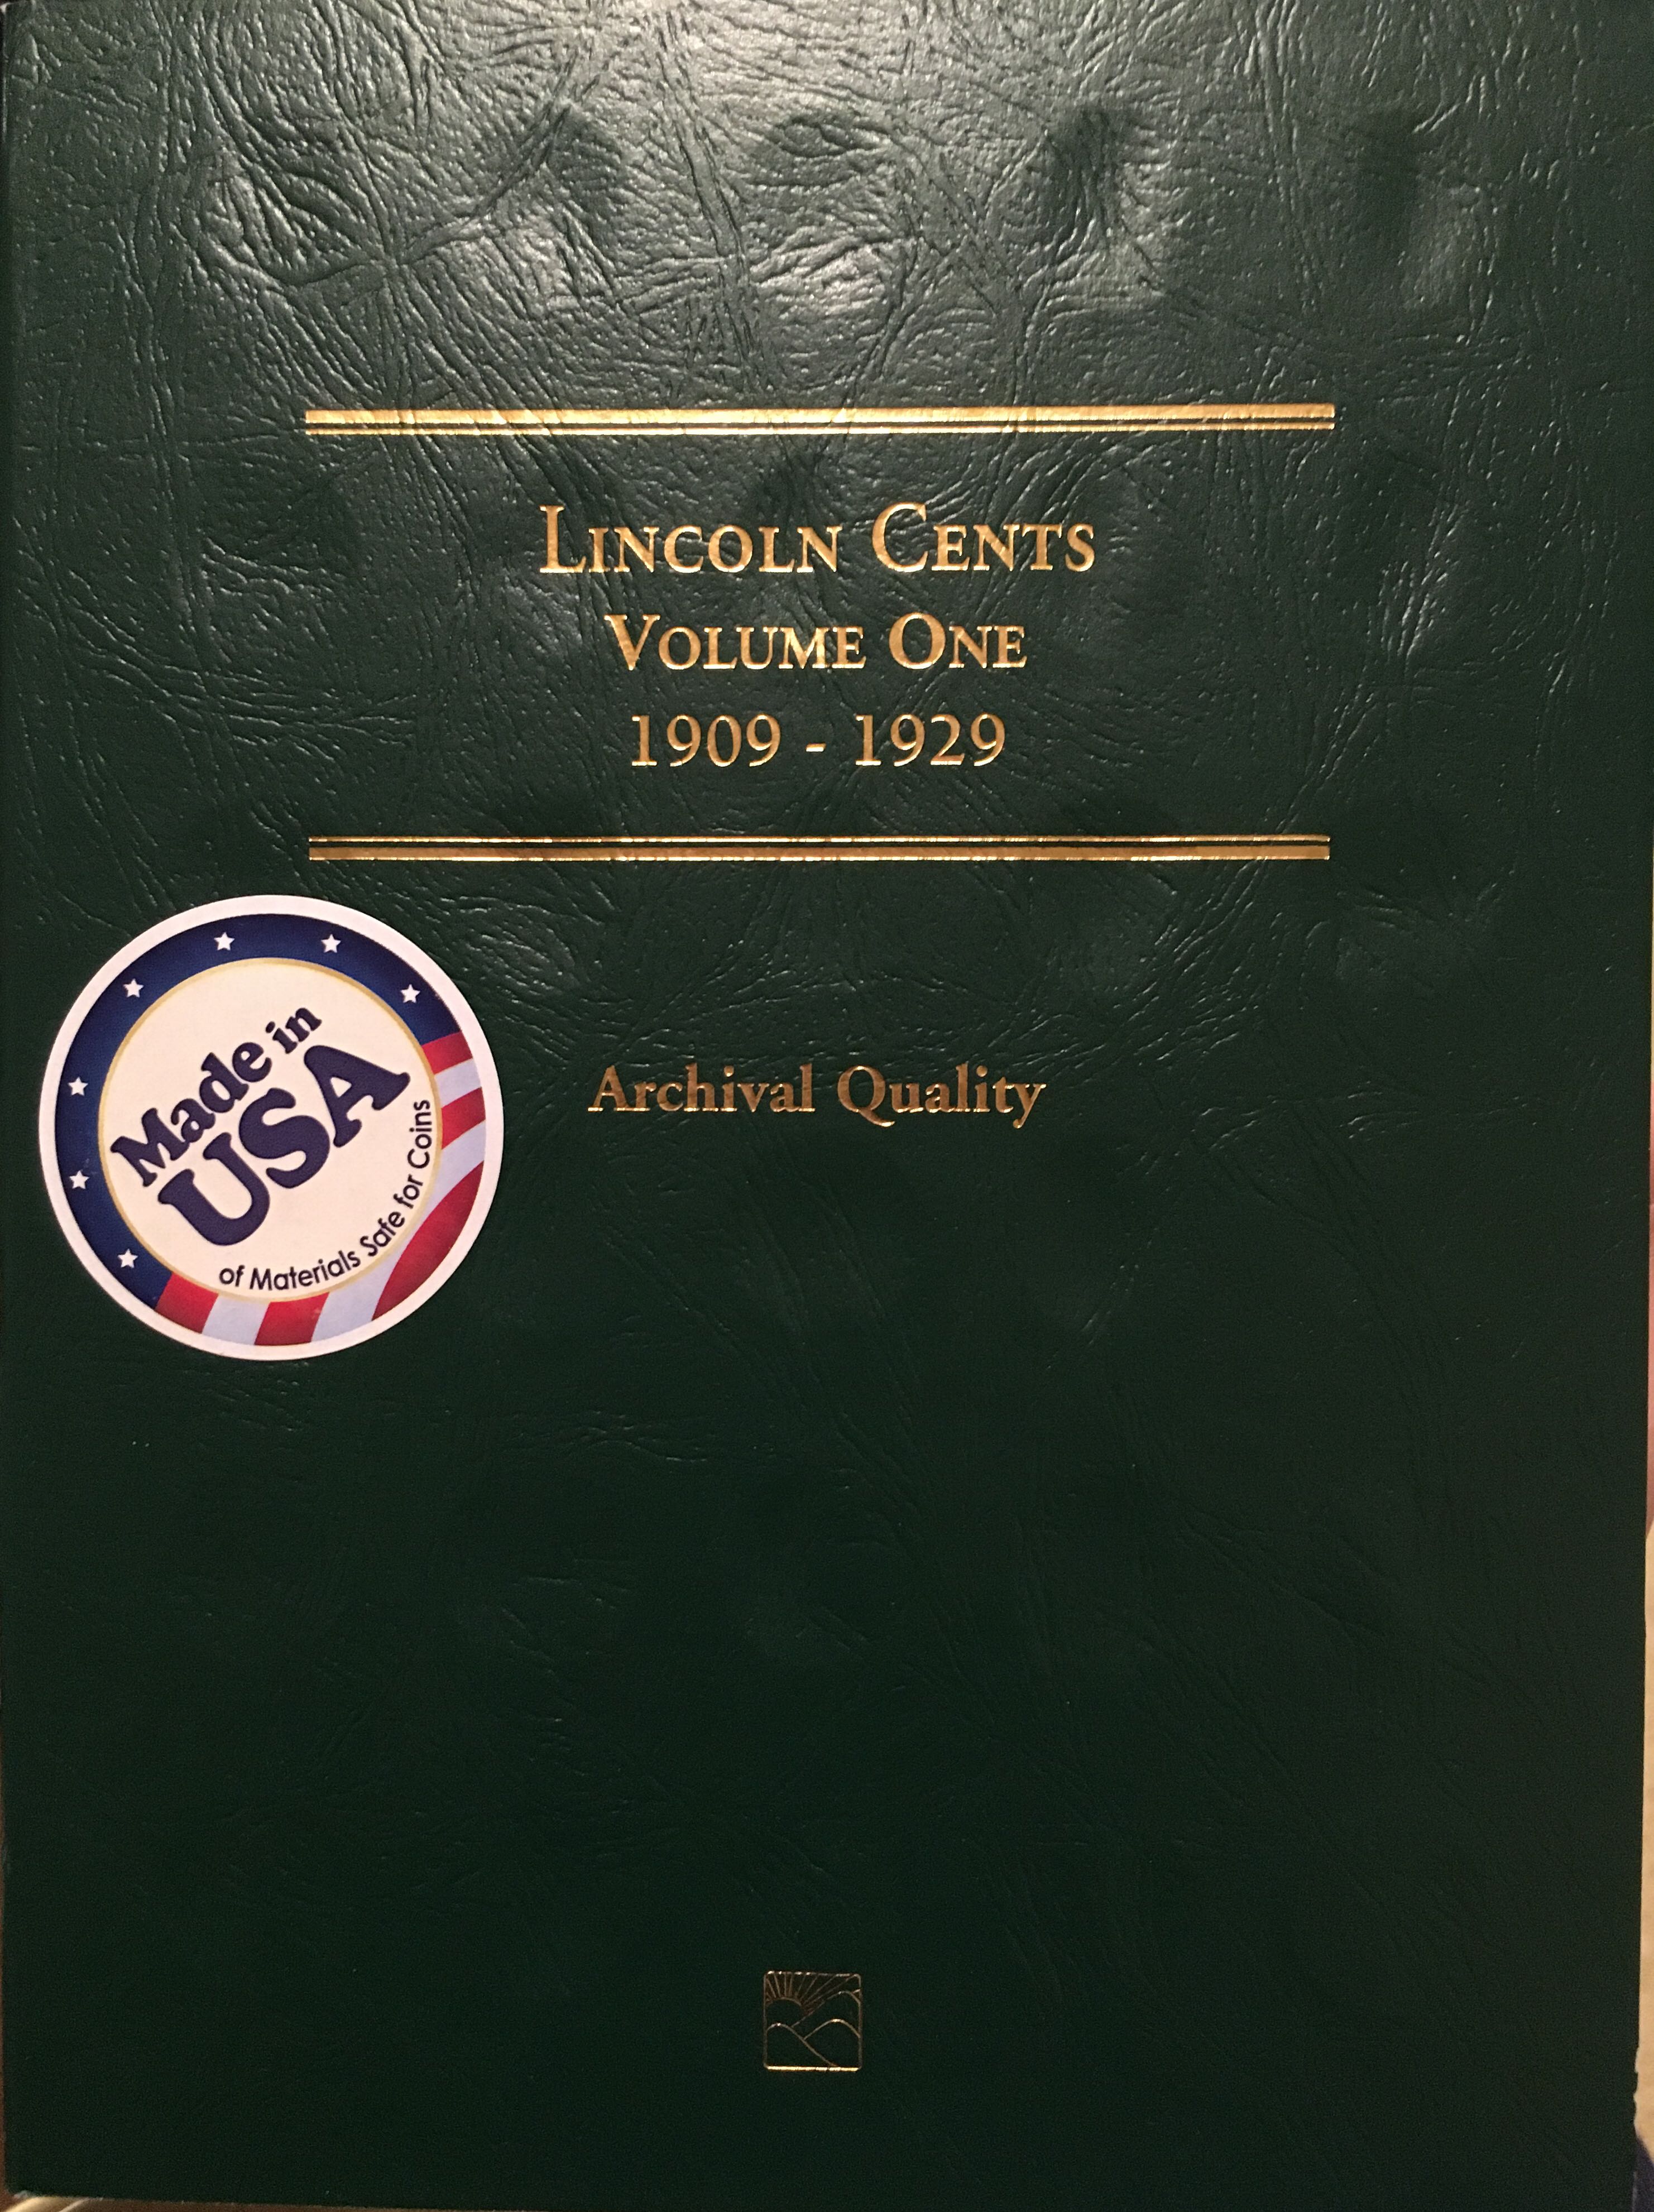 LINCOLN CENTS
VOLUME ONE
1909 - 1929
Made in
USA
of Materials Safe for Coins
Archival Quality